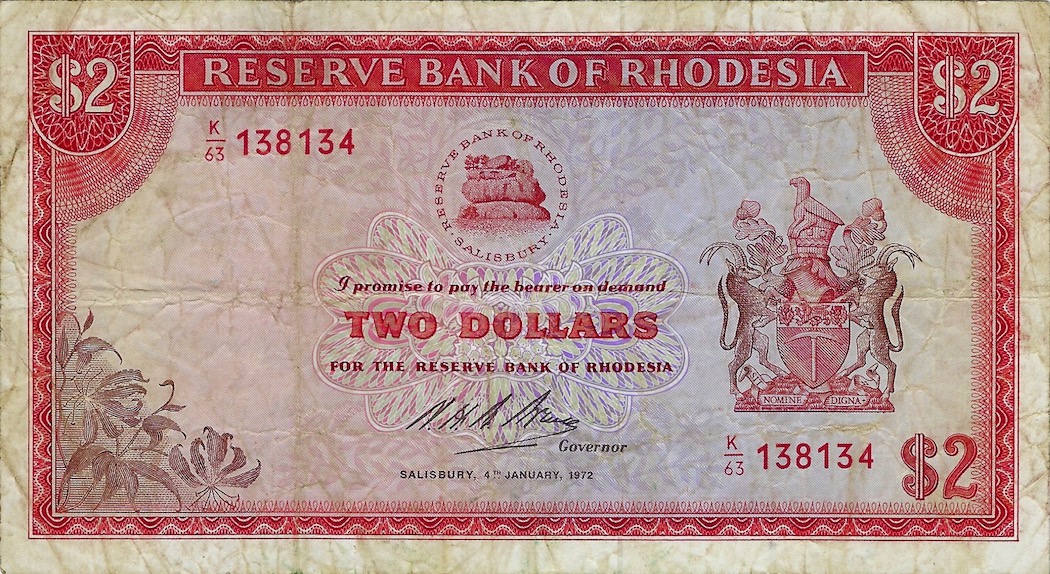 RESERVE BANK OF RHODESIA
$2
$2
K/63 138134
RESERVE BANK OF RHODESIA
· SALISBURY ·
I promise to pay the bearer on demand
TWO DOLLARS
FOR THE RESERVE BANK OF RHODESIA
Governor
SALISBURY, 4TH JANUARY, 1972
SIT NOMINE DIGNA
K/63 138134
$2